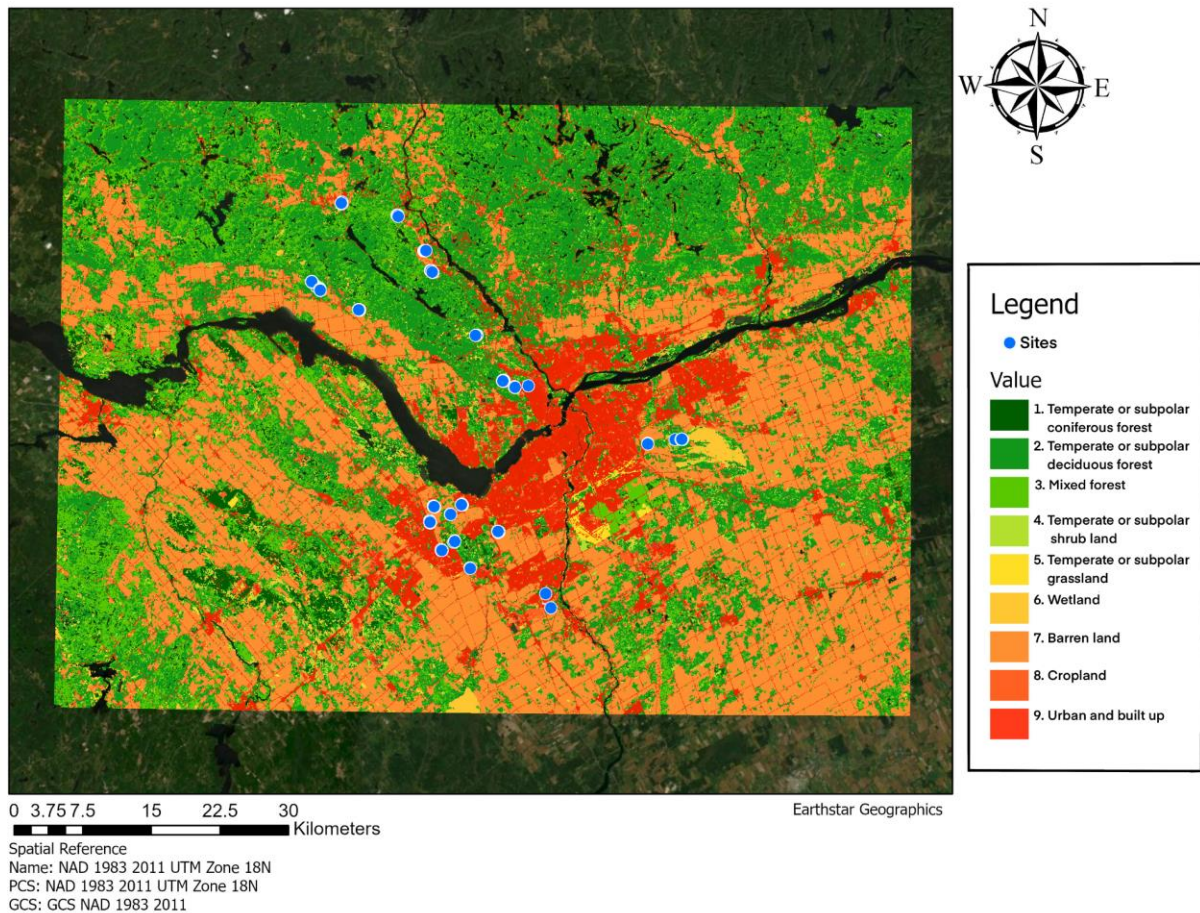 N
W E
S
Legend
Sites
Value
1. Temperate or subpolar
coniferous forest
2. Temperate or subpolar
deciduous forest
3. Mixed forest
4. Temperate or subpolar
shrub land
5. Temperate or subpolar
grassland
6. Wetland
7. Barren land
8. Cropland
9. Urban and built up
0 3.75 7.5 15 22.5 30
Kilometers
Earthstar Geographics
Spatial Reference
Name: NAD 1983 2011 UTM Zone 18N
PCS: NAD 1983 2011 UTM Zone 18N
GCS: GCS NAD 1983 2011